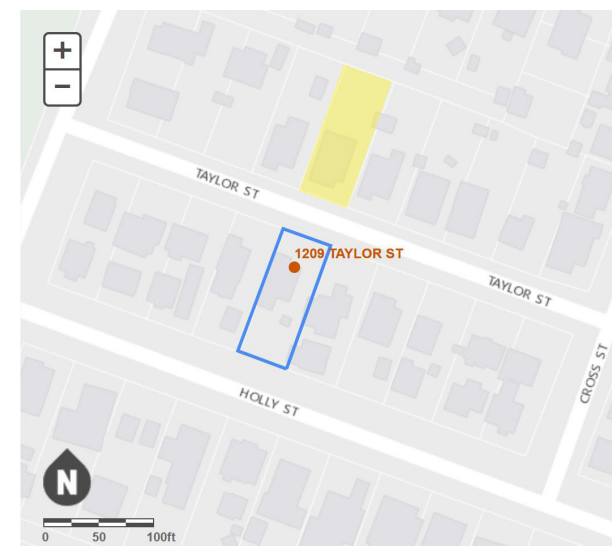 +
−
TAYLOR ST
1209 TAYLOR ST
TAYLOR ST
CROSS ST
HOLLY ST
N
0 50 100ft